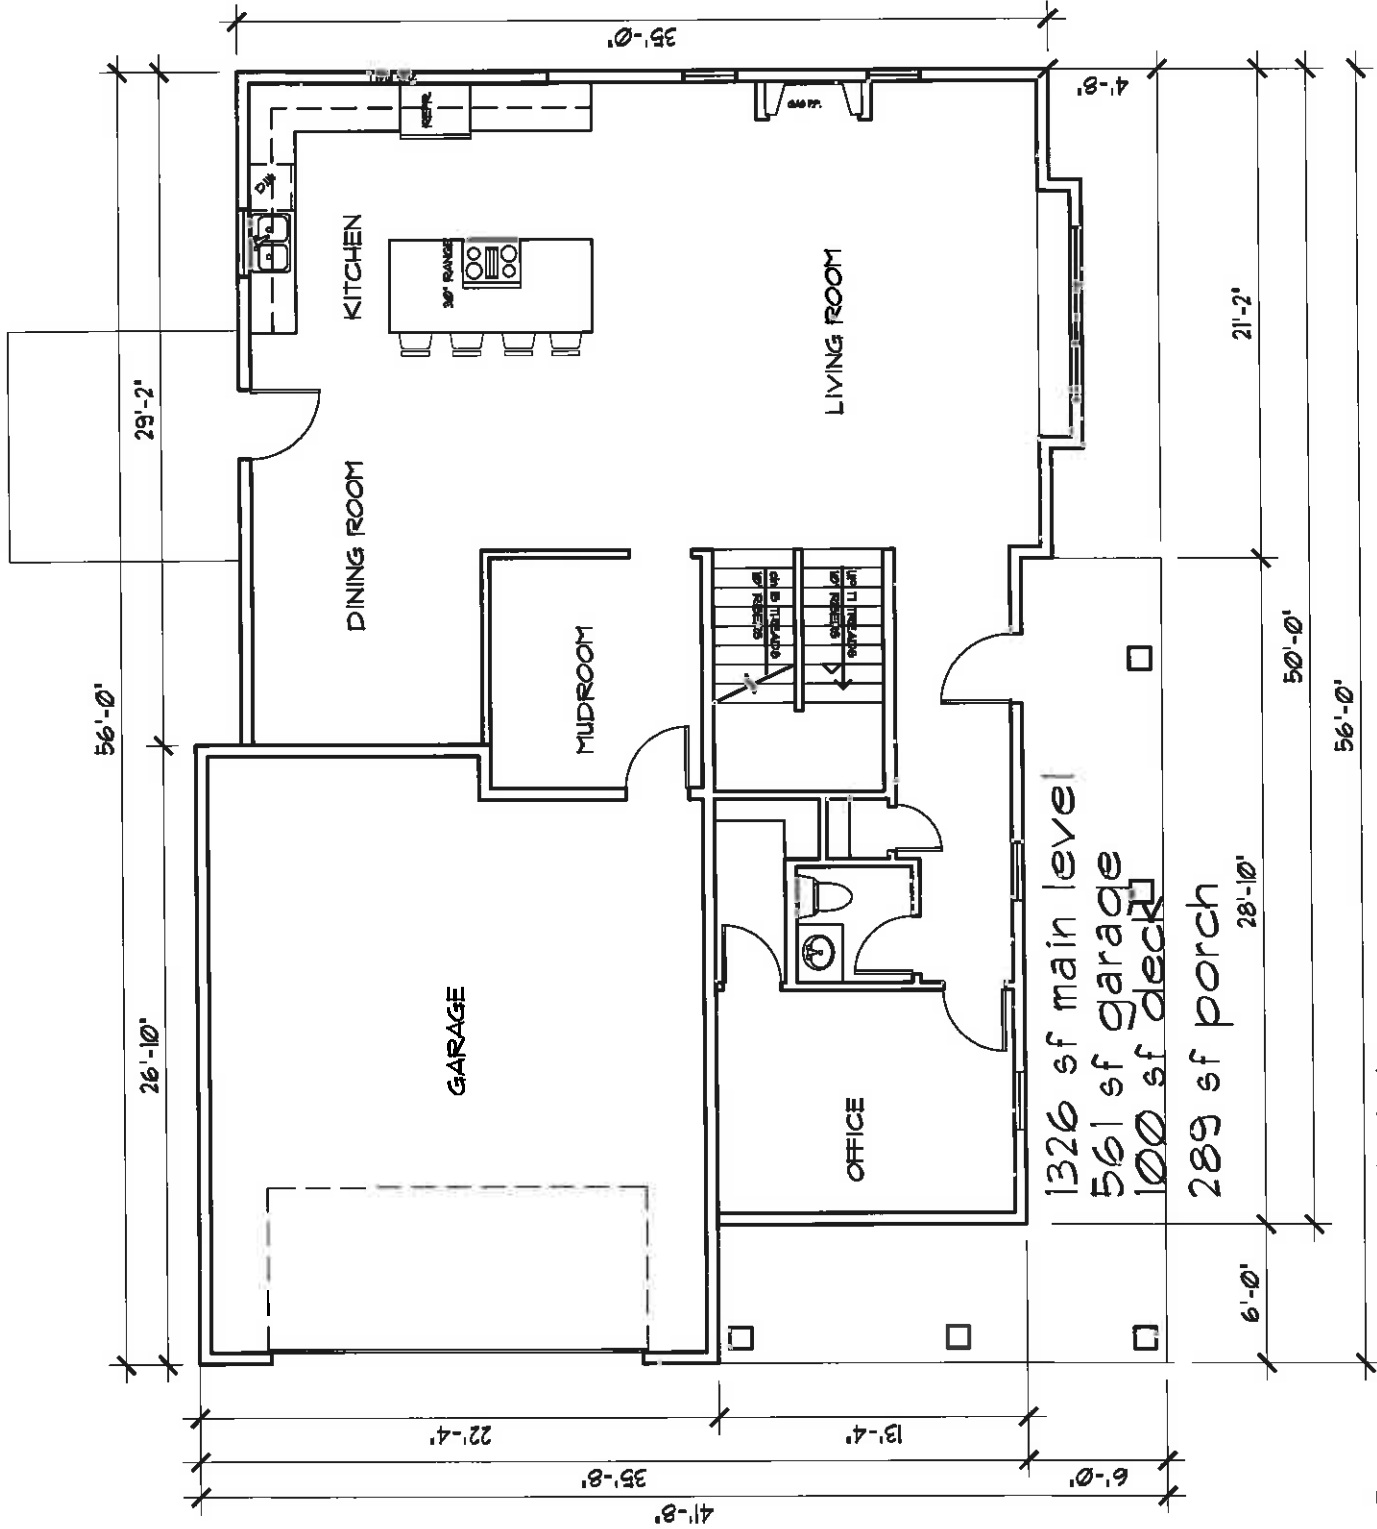 35'-0"
56'-0"
29'-2"
26'-10"
REFR.
GAS F.P.
D/W
KITCHEN
30" RANGE
LIVING ROOM
DINING ROOM
MUDROOM
GARAGE
OFFICE
4'-8"
21'-2"
28'-10"
6'-0"
50'-0"
56'-0"
1326 sf main level
561 sf garage
100 sf deck
289 sf porch
22'-4"
13'-4"
35'-8"
6'-0"
41'-8"